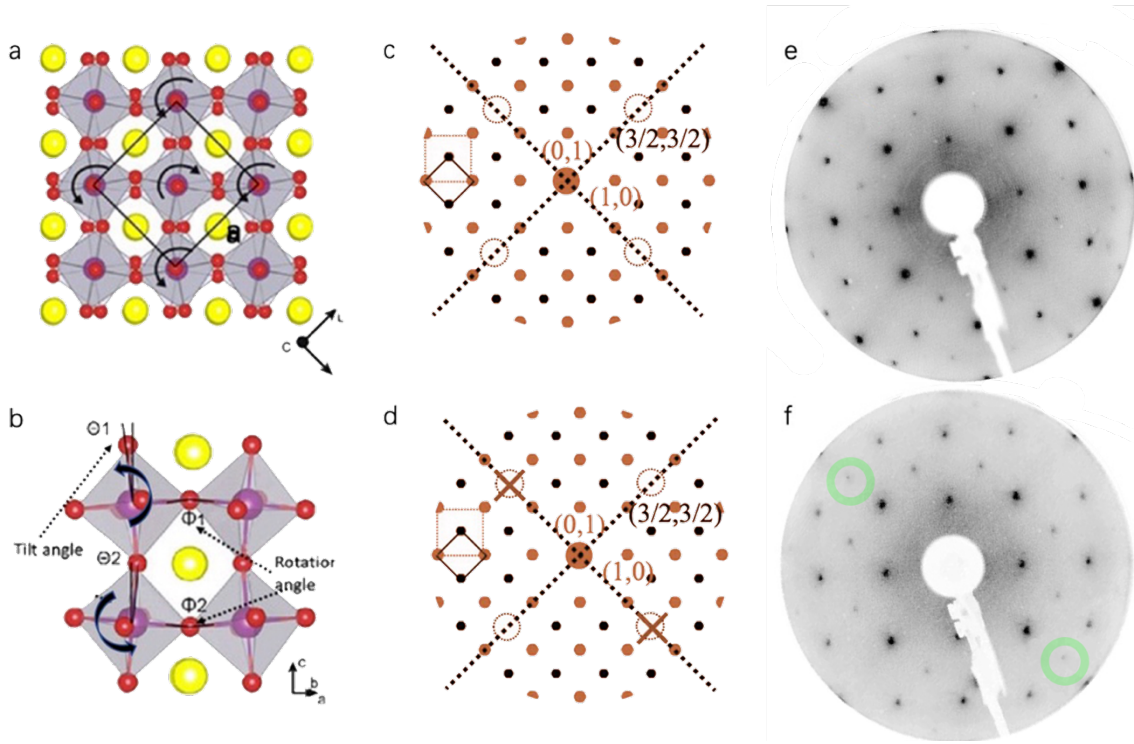 a
a
C
b
Θ1
Φ1
Tilt angle
Θ2
Rotation
angle
Φ2
c
b
a
c
(0,1)
(3/2,3/2)
(1,0)
d
(0,1)
(3/2,3/2)
(1,0)
e
f